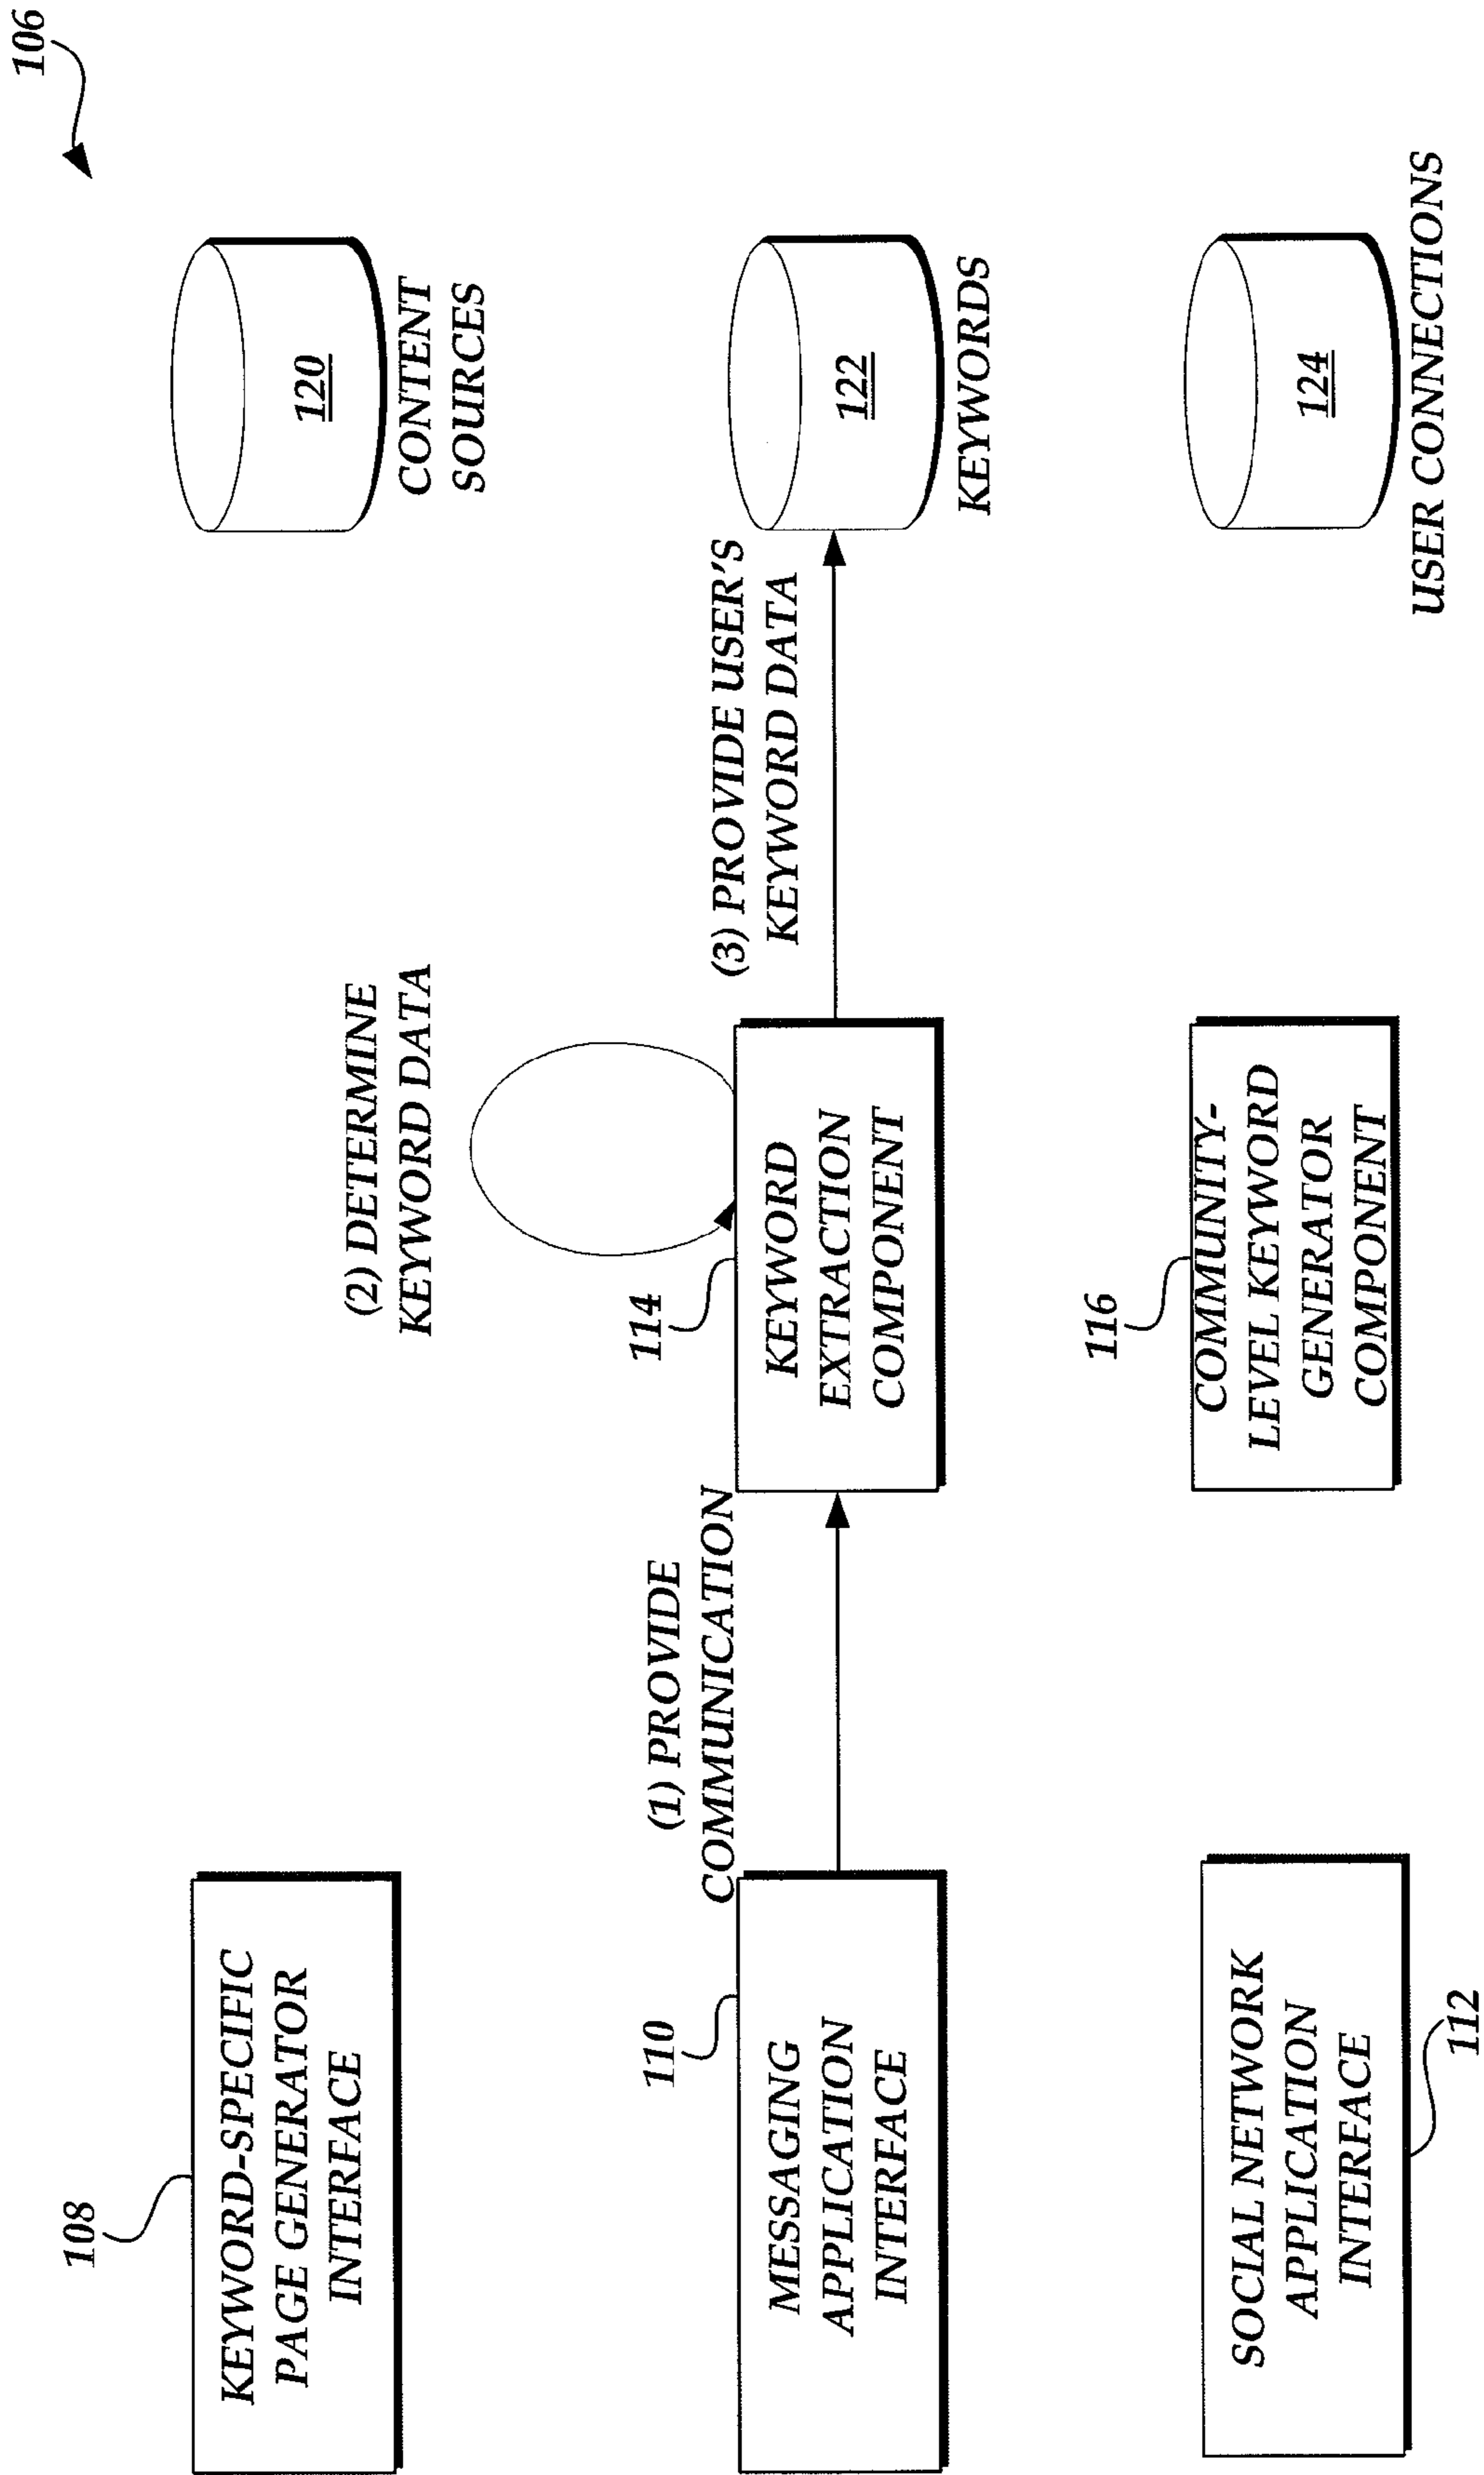 106
108
KEYWORD-SPECIFIC
PAGE GENERATOR
INTERFACE
(2) DETERMINE
KEYWORD DATA
120
CONTENT
SOURCES
110
MESSAGING
APPLICATION
INTERFACE
(1) PROVIDE
COMMUNICATION
114
KEYWORD
EXTRACTION
COMPONENT
(3) PROVIDE USER'S
KEYWORD DATA
122
KEYWORDS
SOCIAL NETWORK
APPLICATION
INTERFACE
112
116
COMMUNITY-
LEVEL KEYWORD
GENERATOR
COMPONENT
124
USER CONNECTIONS